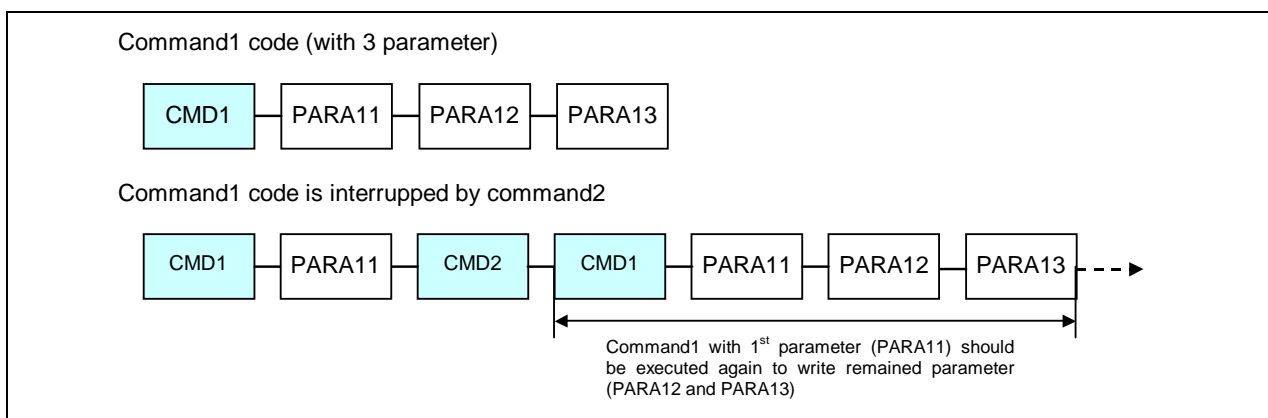 Command1 code (with 3 parameter)
CMD1 PARA11 PARA12 PARA13
Command1 code is interrupped by command2
CMD1 PARA11 CMD2 CMD1 PARA11 PARA12 PARA13
Command1 with 1st parameter (PARA11) should
be executed again to write remained parameter
(PARA12 and PARA13)